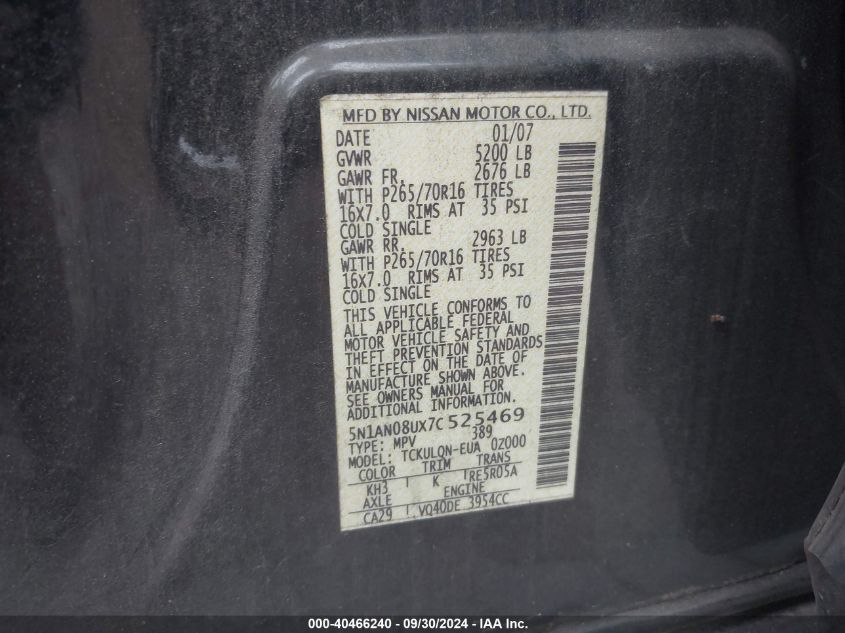 MFD BY NISSAN MOTOR CO., LTD.
DATE 01/07
GVWR 5200 LB
GAWR FR. 2676 LB
WITH P265/70R16 TIRES
16X7.0 RIMS AT 35 PSI
COLD SINGLE
GAWR RR. 2963 LB
WITH P265/70R16 TIRES
16X7.0 RIMS AT 35 PSI
COLD SINGLE
THIS VEHICLE CONFORMS TO
ALL APPLICABLE FEDERAL
MOTOR VEHICLE SAFETY AND
THEFT PREVENTION STANDARDS
IN EFFECT ON THE DATE OF
MANUFACTURE SHOWN ABOVE.
SEE OWNERS MANUAL FOR
ADDITIONAL INFORMATION.
5N1AN08UX7C525469
TYPE: MPV 389
MODEL: TCKULQN-EUA 0Z000
COLOR TRIM TRANS
KH3 K RE5R05A
AXLE ENGINE
CA29 VQ40DE 3954CC
000-40466240 - 09/30/2024 - IAA Inc.